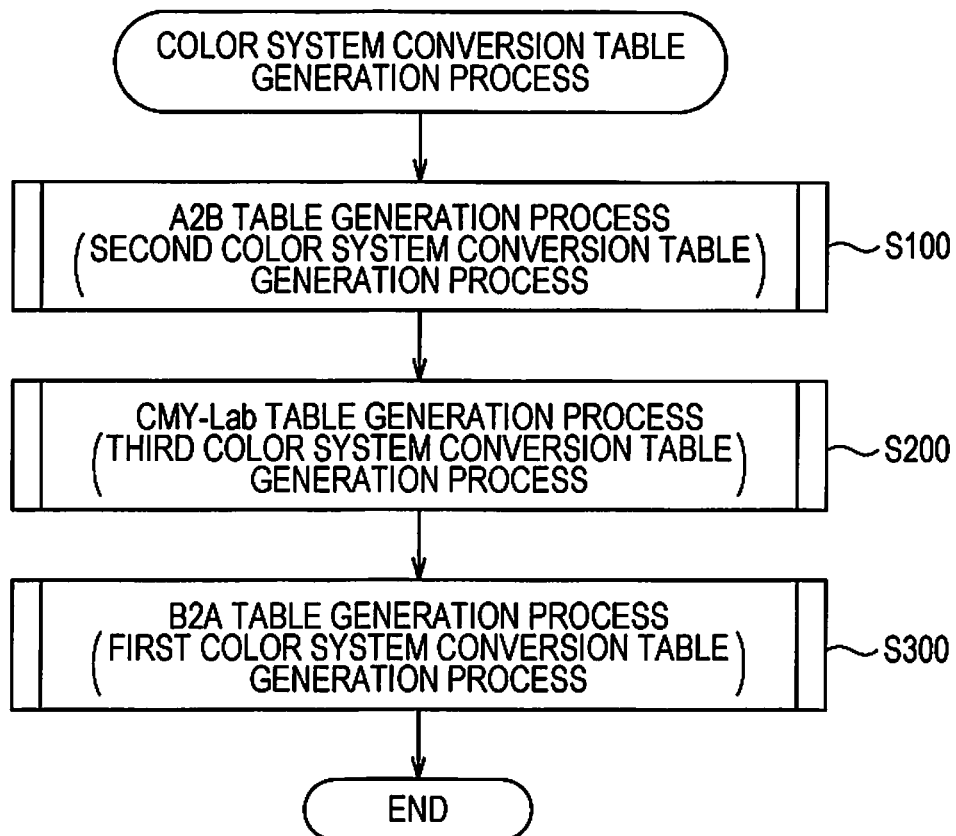 COLOR SYSTEM CONVERSION TABLE
GENERATION PROCESS
A2B TABLE GENERATION PROCESS
(SECOND COLOR SYSTEM CONVERSION TABLE
GENERATION PROCESS)
S100
CMY-Lab TABLE GENERATION PROCESS
(THIRD COLOR SYSTEM CONVERSION TABLE
GENERATION PROCESS)
S200
B2A TABLE GENERATION PROCESS
(FIRST COLOR SYSTEM CONVERSION TABLE
GENERATION PROCESS)
S300
END